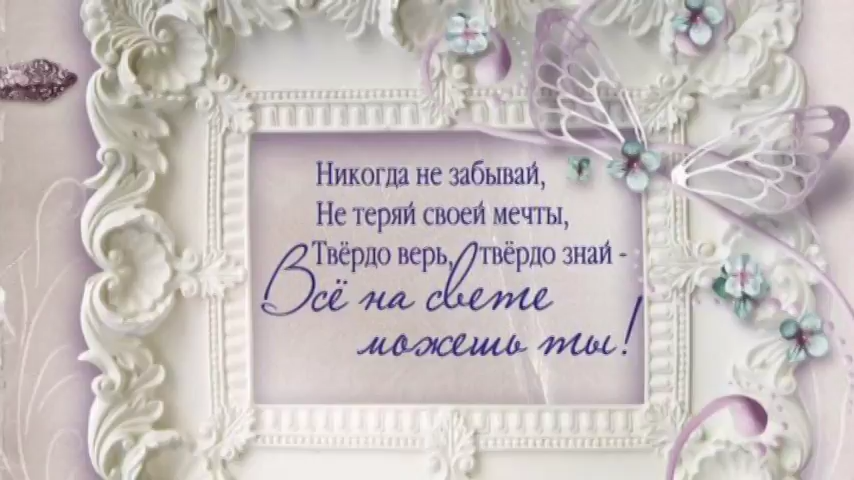 Никогда не забывай,
Не теряй своей мечты,
Твёрдо верь, твёрдо знай -
Всё на свете
можешь ты!